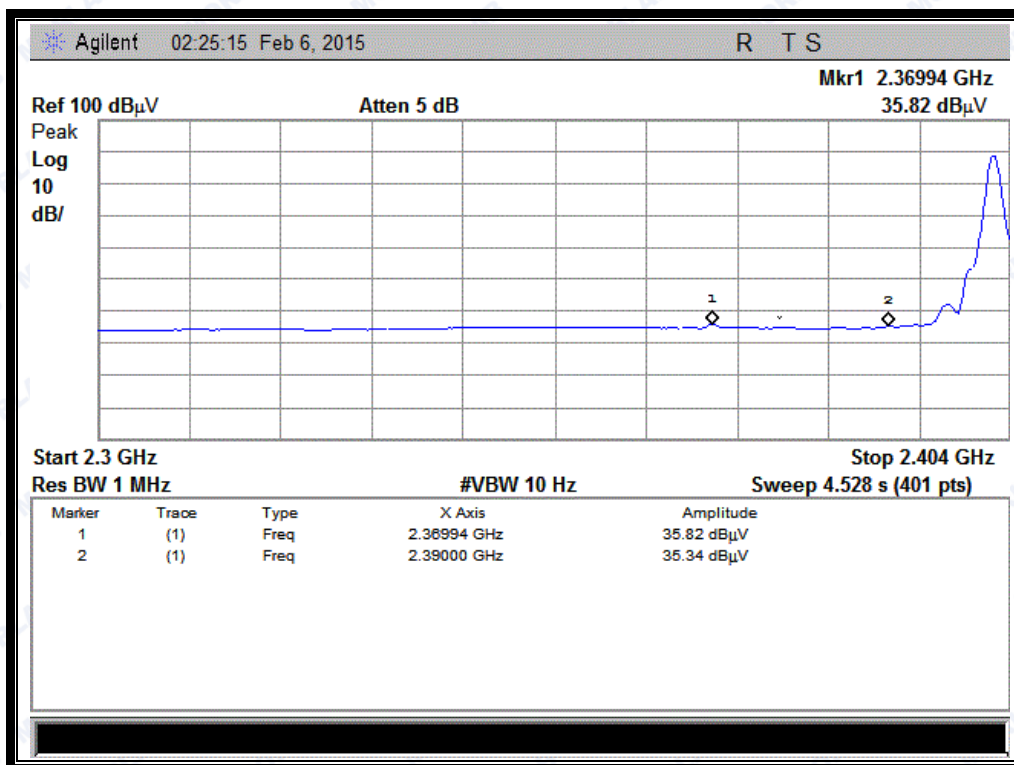 Agilent 02:25:15 Feb 6, 2015 R T S
Mkr1 2.36994 GHz
Ref 100 dBµV Atten 5 dB 35.82 dBµV
Peak
Log
10
dB/
1 2
Start 2.3 GHz Stop 2.404 GHz
Res BW 1 MHz #VBW 10 Hz Sweep 4.528 s (401 pts)
Marker Trace Type X Axis Amplitude
1 (1) Freq 2.36994 GHz 35.82 dBµV
2 (1) Freq 2.39000 GHz 35.34 dBµV